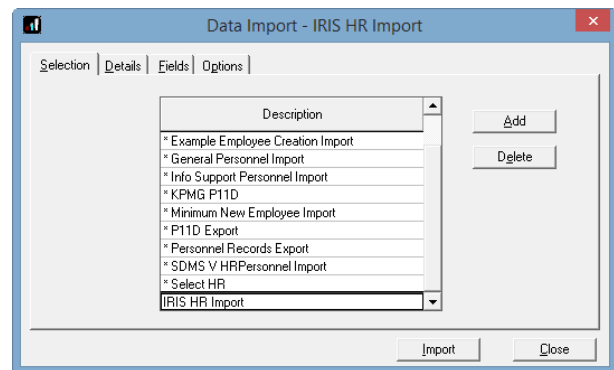 Data Import - IRIS HR Import
Selection Details Fields Options
Description
Add
* Example Employee Creation Import
* General Personnel Import
Delete
* Info Support Personnel Import
* KPMG P11D
* Minimum New Employee Import
* P11D Export
* Personnel Records Export
* SDMS V HRPersonnel Import
* Select HR
IRIS HR Import
Import Close